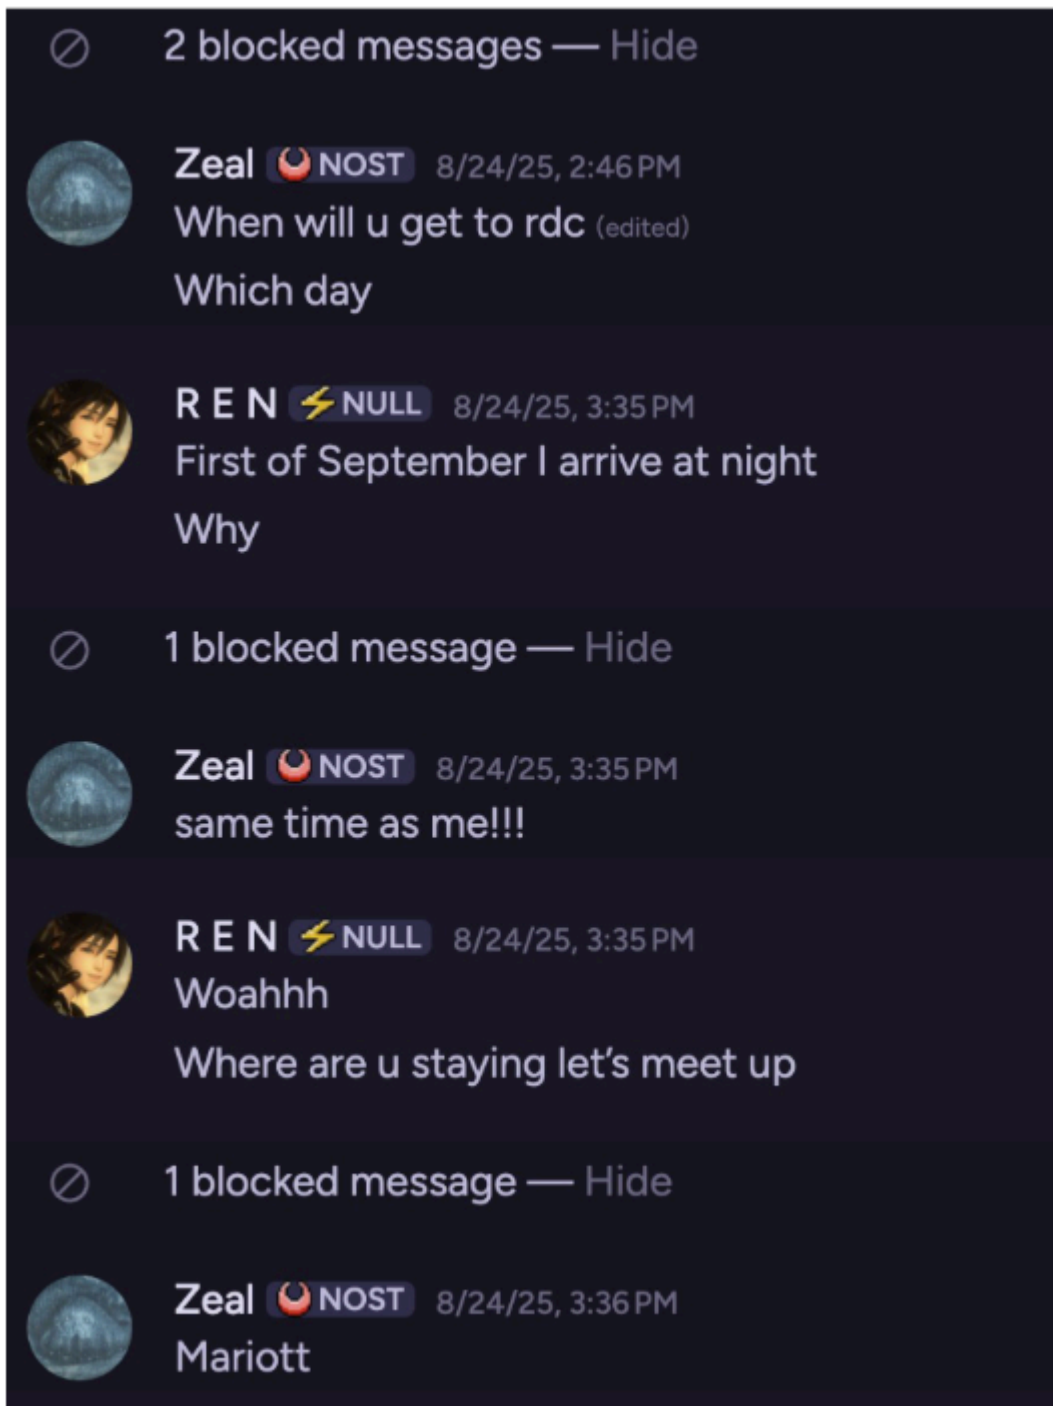 2 blocked messages — Hide
Zeal NOST 8/24/25, 2:46 PM
When will u get to rdc (edited)
Which day
R E N NULL 8/24/25, 3:35 PM
First of September I arrive at night
Why
1 blocked message — Hide
Zeal NOST 8/24/25, 3:35 PM
same time as me!!!
R E N NULL 8/24/25, 3:35 PM
Woahhh
Where are u staying let’s meet up
1 blocked message — Hide
Zeal NOST 8/24/25, 3:36 PM
Mariott